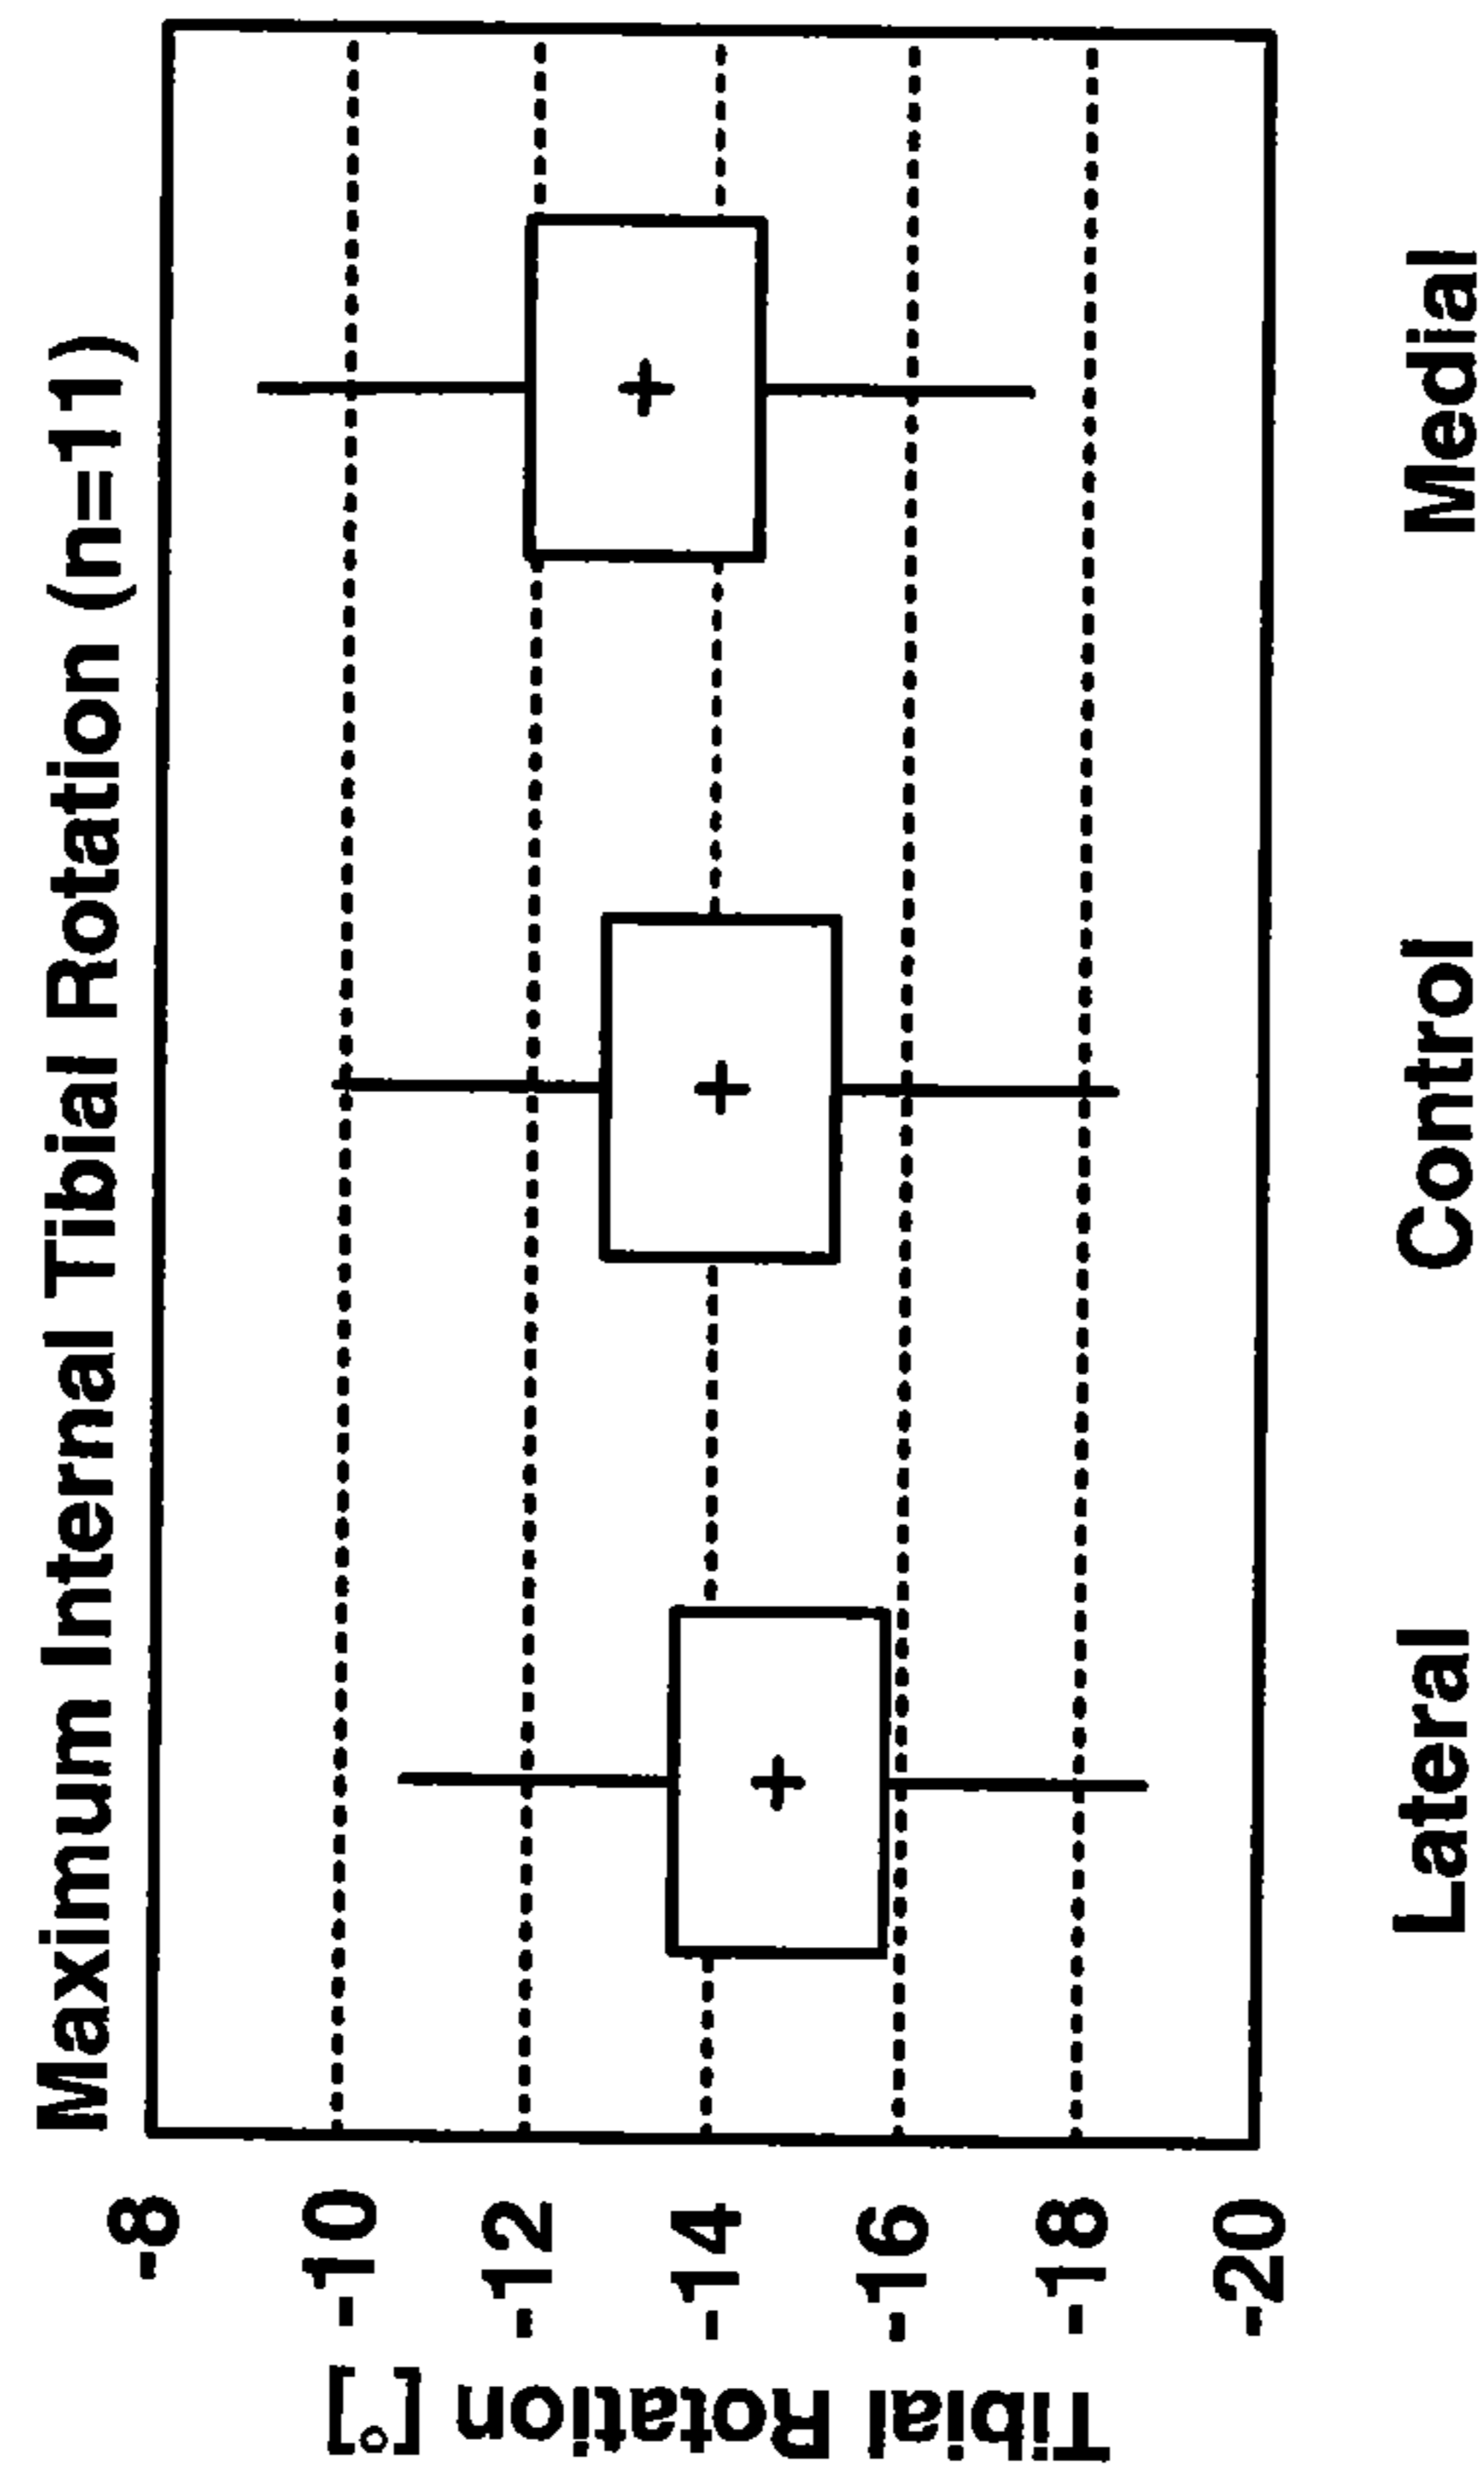 Maximum Internal Tibial Rotation (n=11)
Tibial Rotation [°]
-8
-10
-12
-14
-16
-18
-20
Lateral
Control
Medial